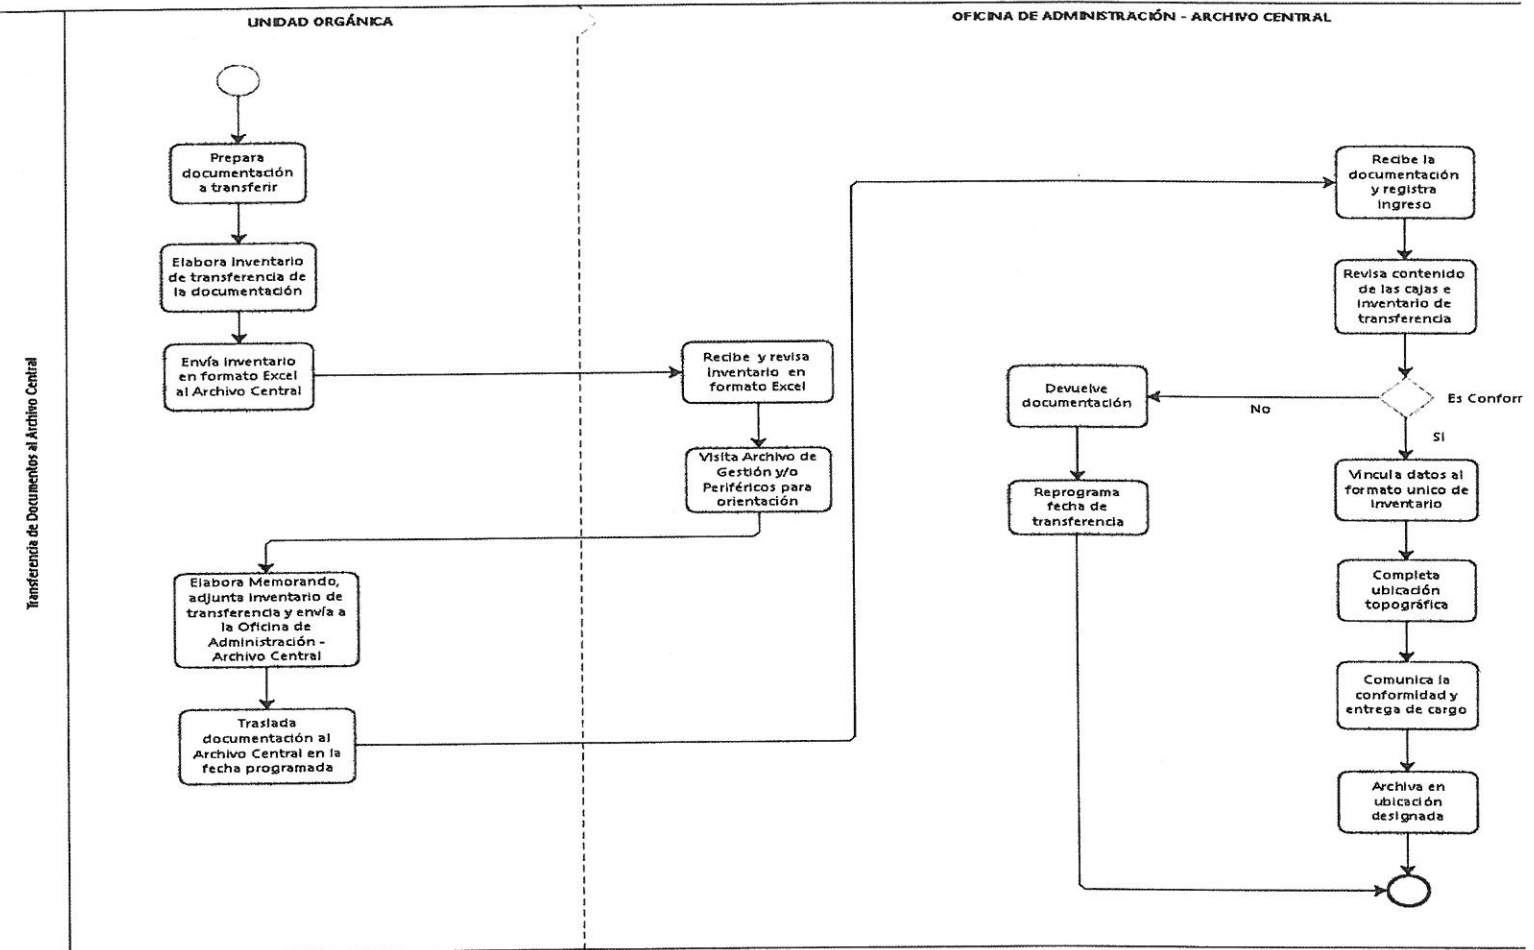 UNIDAD ORGÁNICA
OFICINA DE ADMINISTRACIÓN - ARCHIVO CENTRAL
Transferencia de Documentos al Archivo Central
Prepara
documentación
a transferir
Elabora Inventario
de transferencia de
la documentación
Envía Inventario
en formato Excel
al Archivo Central
Recibe y revisa
Inventario en
formato Excel
Visita Archivo de
Gestión y/o
Periféricos para
orientación
Elabora Memorando,
adjunta Inventario de
transferencia y envía a
la Oficina de
Administración -
Archivo Central
Traslada
documentación al
Archivo Central en la
fecha programada
Recibe la
documentación
y registra
Ingreso
Revisa contenido
de las cajas e
Inventario de
transferencia
Es Conforr
No
Devuelve
documentación
Reprograma
fecha de
transferencia
Si
Vincula datos al
formato unico de
Inventario
Completa
ubicación
topográfica
Comunica la
conformidad y
entrega de cargo
Archiva en
ubicación
designada